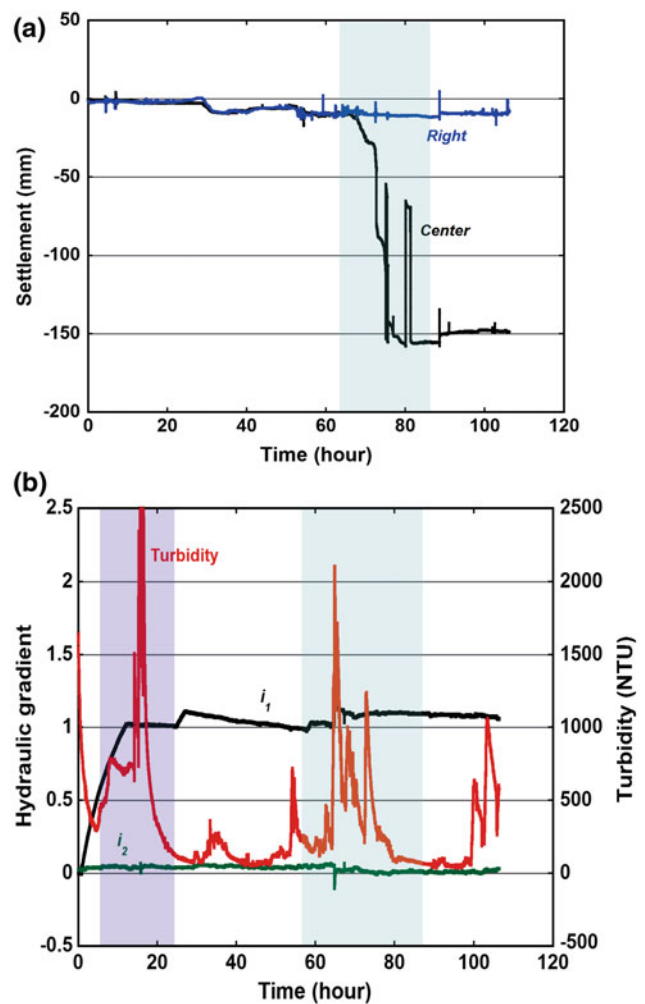 (a)
50
0
-50
-100
-150
-200
Settlement (mm)
Right
Center
0 20 40 60 80 100 120
Time (hour)
(b)
2.5
2
1.5
1
0.5
0
-0.5
Hydraulic gradient
Turbidity
i1
i2
2500
2000
1500
1000
500
0
-500
Turbidity (NTU)
0 20 40 60 80 100 120
Time (hour)